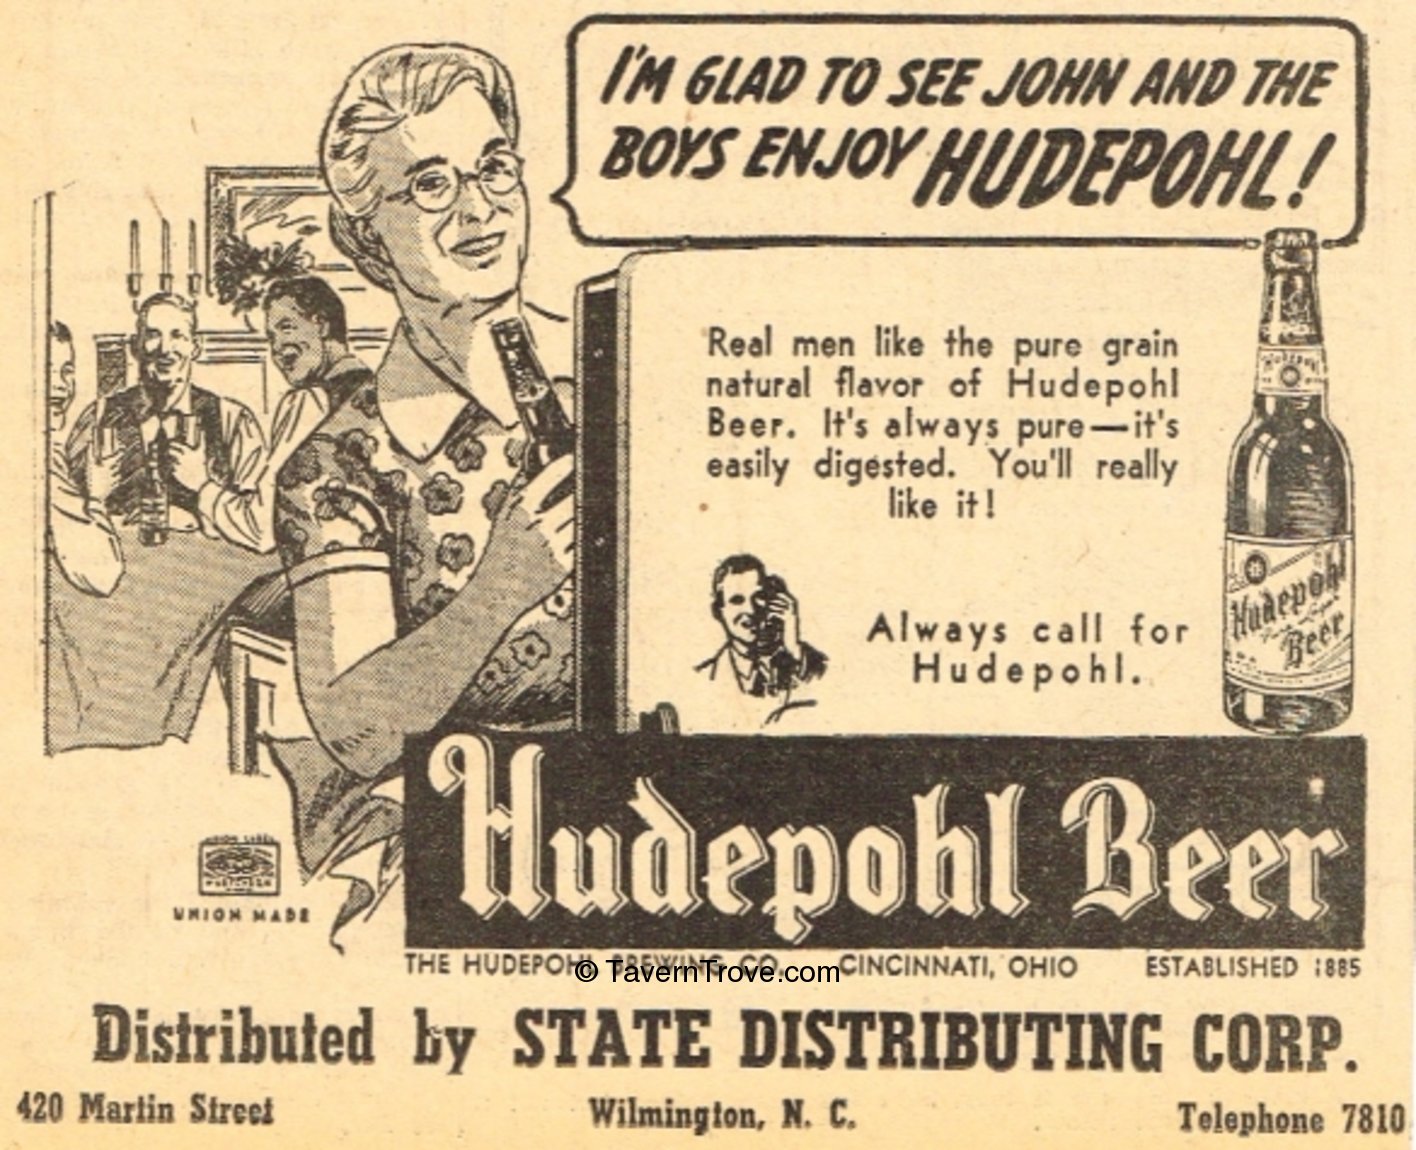 I'M GLAD TO SEE JOHN AND THE
BOYS ENJOY HUDEPOHL!
Real men like the pure grain
natural flavor of Hudepohl
Beer. It's always pure—it's
easily digested. You'll really
like it!
Always call for
Hudepohl.
Hudepohl
Hudepohl
Beer
Hudepohl Beer
UNION LABEL
UNION MADE
THE HUDEPOHL BREWING CO. CINCINNATI, OHIO ESTABLISHED 1885
© TavernTrove.com
Distributed by STATE DISTRIBUTING CORP.
420 Martin Street Wilmington, N. C. Telephone 7810